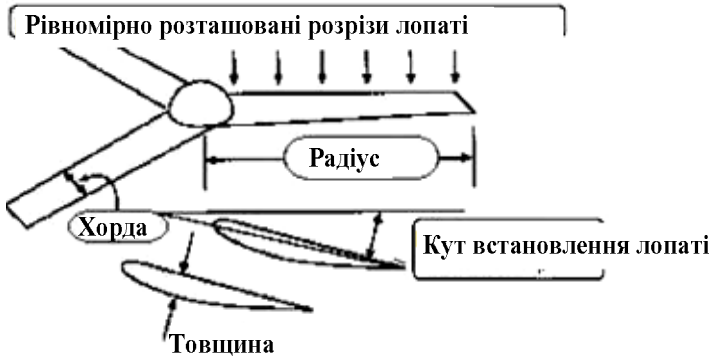 Рівномірно розташовані розрізи лопаті
Радіус
Хорда
Кут встановлення лопаті
Товщина